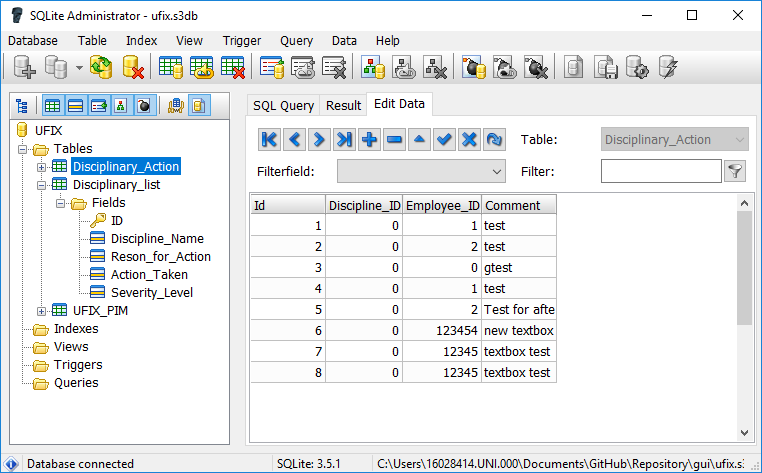 SQLite Administrator - ufix.s3db
Database Table Index View Trigger Query Data Help
SQL Query Result Edit Data
UFIX
Tables
Disciplinary_Action
Disciplinary_list
Fields
ID
Discipline_Name
Reson_for_Action
Action_Taken
Severity_Level
UFIX_PIM
Indexes
Views
Triggers
Queries
Table: Disciplinary_Action
Filterfield: Filter:
Id Discipline_ID Employee_ID Comment
1 0 1 test
2 0 2 test
3 0 0 gtest
4 0 1 test
5 0 2 Test for afte
6 0 123454 new textbox
7 0 12345 textbox test
8 0 12345 textbox test
Database connected SQLite: 3.5.1 C:\Users\16028414.UNI.000\Documents\GitHub\Repository\gui\ufix.s3